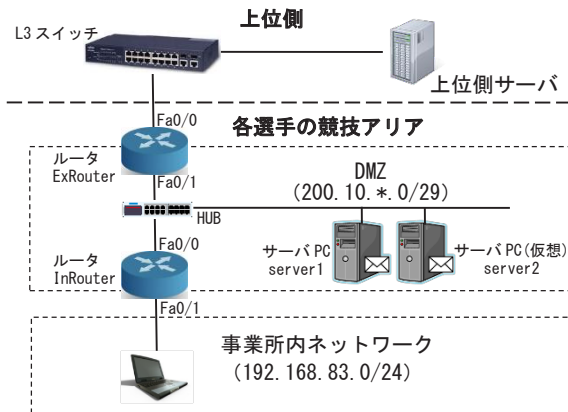 上位側
L3 スイッチ
上位側サーバ
Fa0/0
各選手の競技アリア
ルータ
ExRouter
Fa0/1
DMZ
(200.10.*.0/29)
HUB
Fa0/0
ルータ
InRouter
サーバ PC
server1
サーバ PC(仮想)
server2
Fa0/1
事業所内ネットワーク
(192.168.83.0/24)